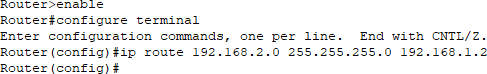 Router>enable
Router#configure terminal
Enter configuration commands, one per line.  End with CNTL/Z.
Router(config)#ip route 192.168.2.0 255.255.255.0 192.168.1.2
Router(config)#